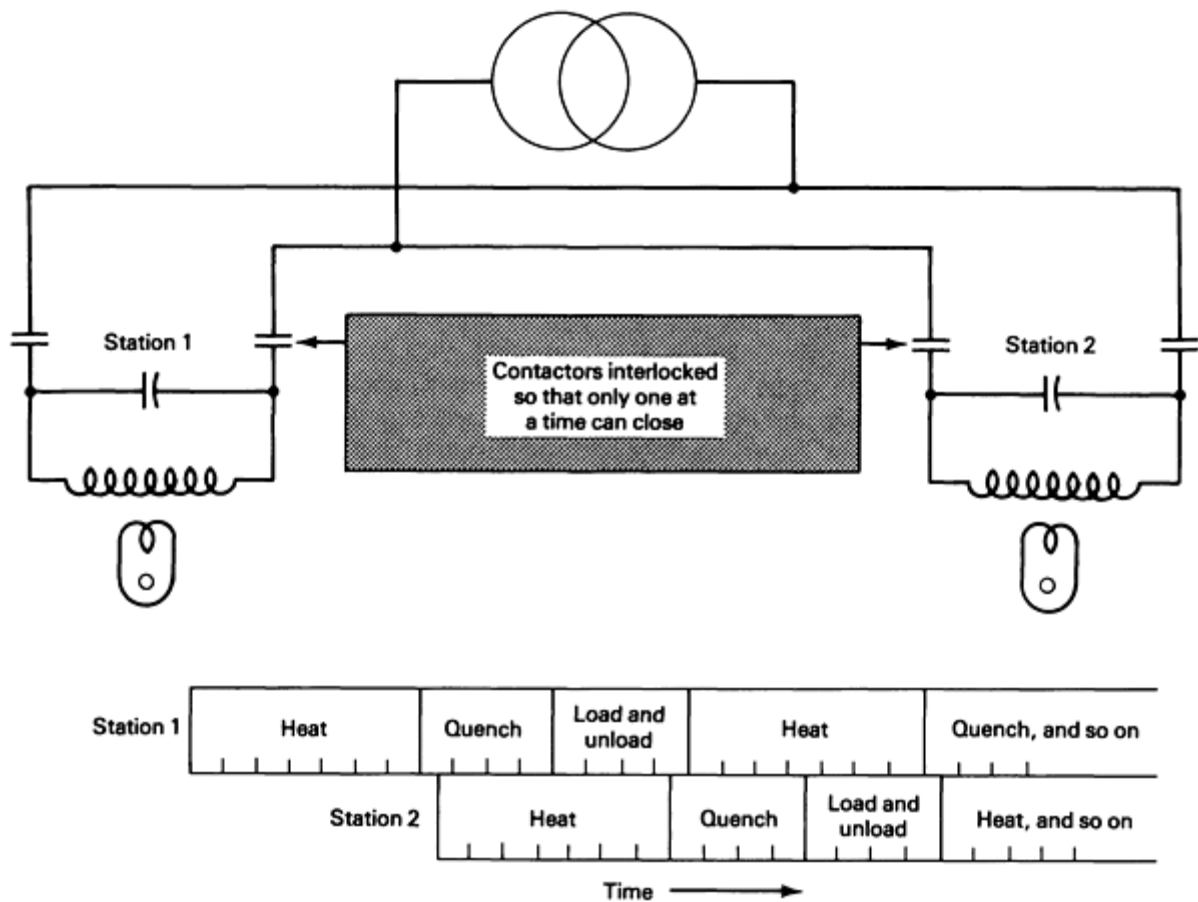 Station 1
Contactors interlocked
so that only one at
a time can close
Station 2
Station 1
Heat
Quench
Load and
unload
Heat
Quench, and so on
Station 2
Heat
Quench
Load and
unload
Heat, and so on
Time